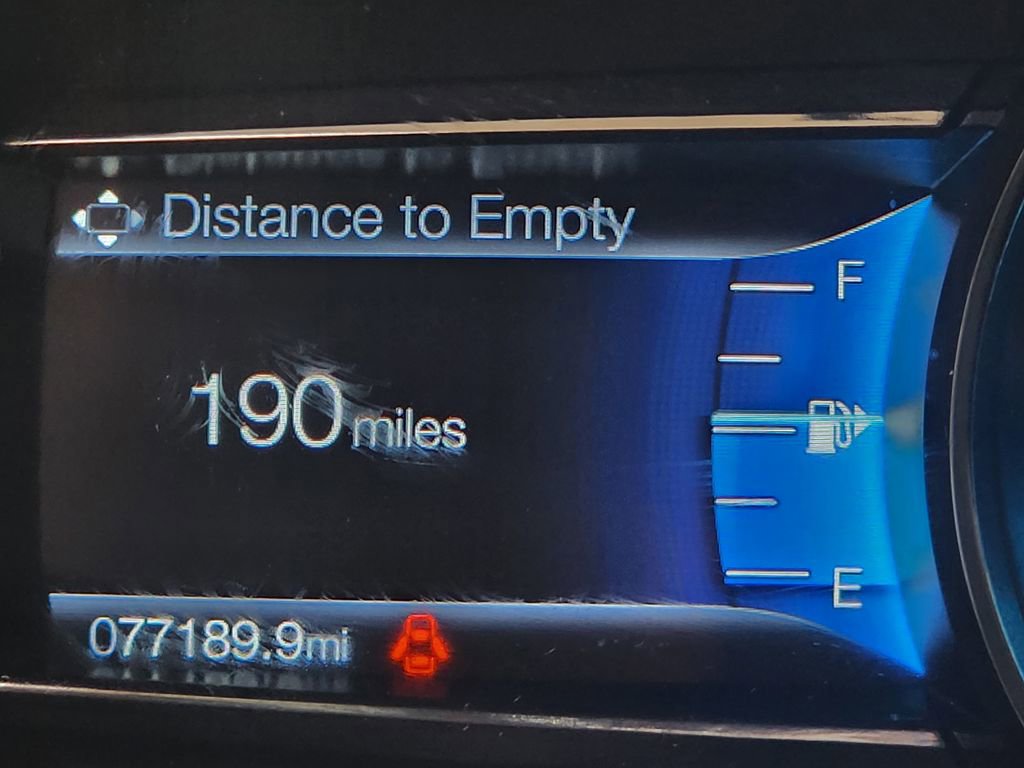 Distance to Empty
F
190 miles
E
077189.9mi